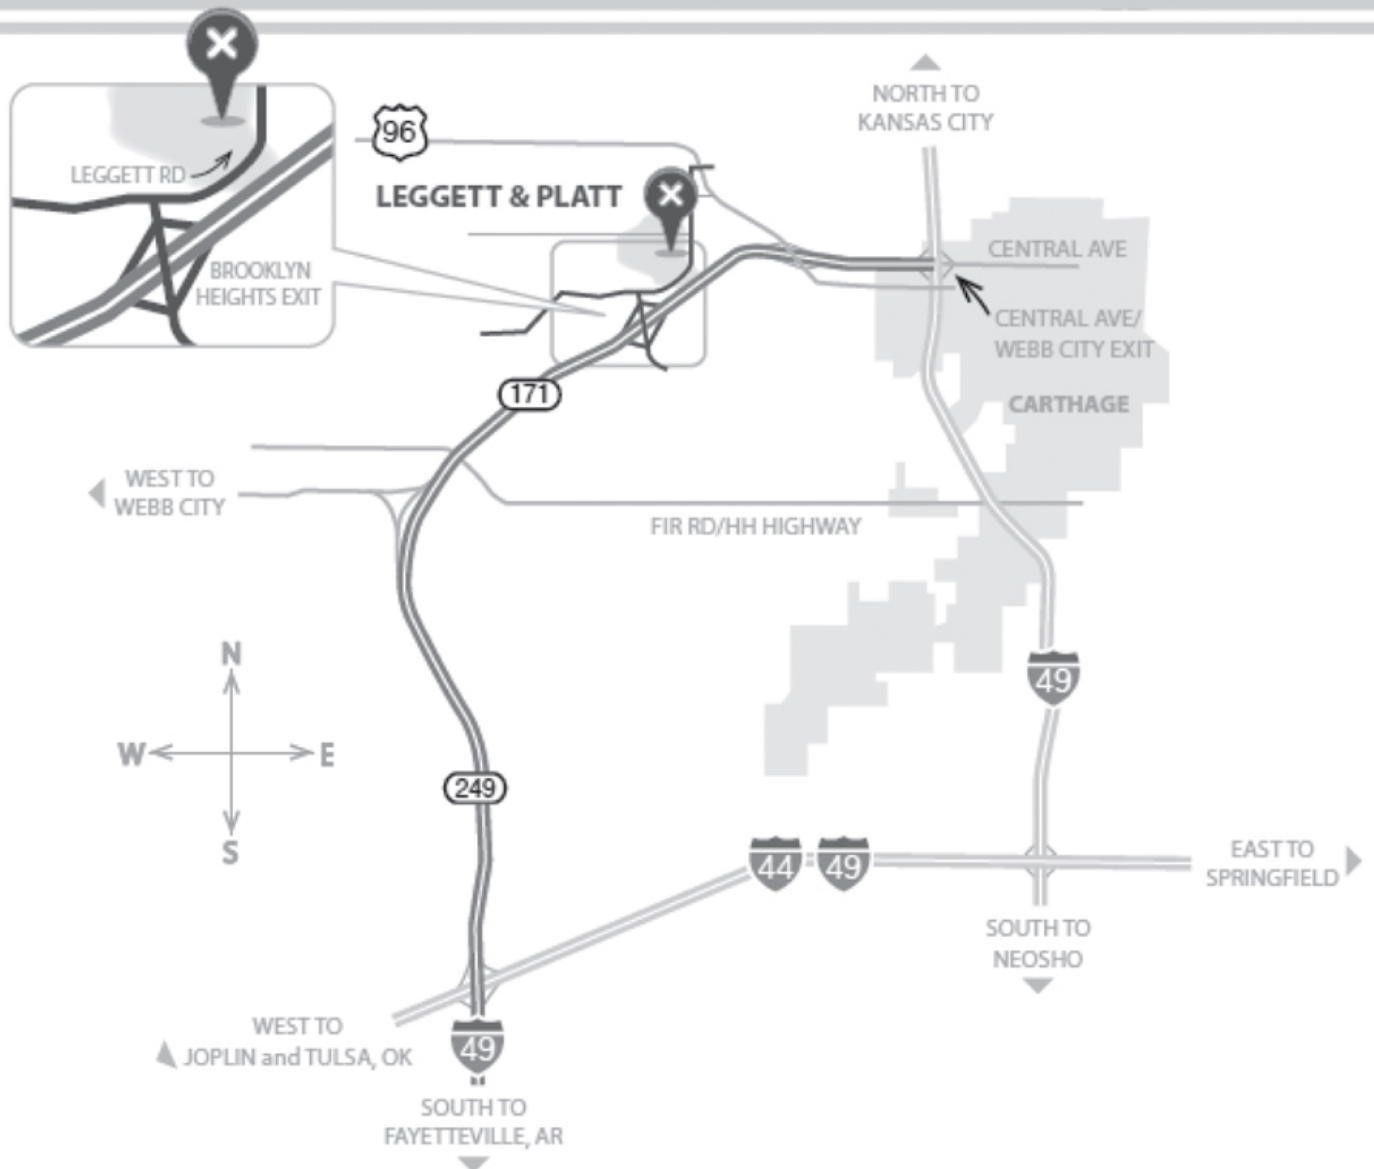 NORTH TO
KANSAS CITY
96
LEGGETT RD
LEGGETT & PLATT
CENTRAL AVE
BROOKLYN
HEIGHTS EXIT
CENTRAL AVE/
WEBB CITY EXIT
171
CARTHAGE
WEST TO
WEBB CITY
FIR RD/HH HIGHWAY
N
W
E
S
49
249
44
49
EAST TO
SPRINGFIELD
SOUTH TO
NEOSHO
WEST TO
JOPLIN and TULSA, OK
49
SOUTH TO
FAYETTEVILLE, AR